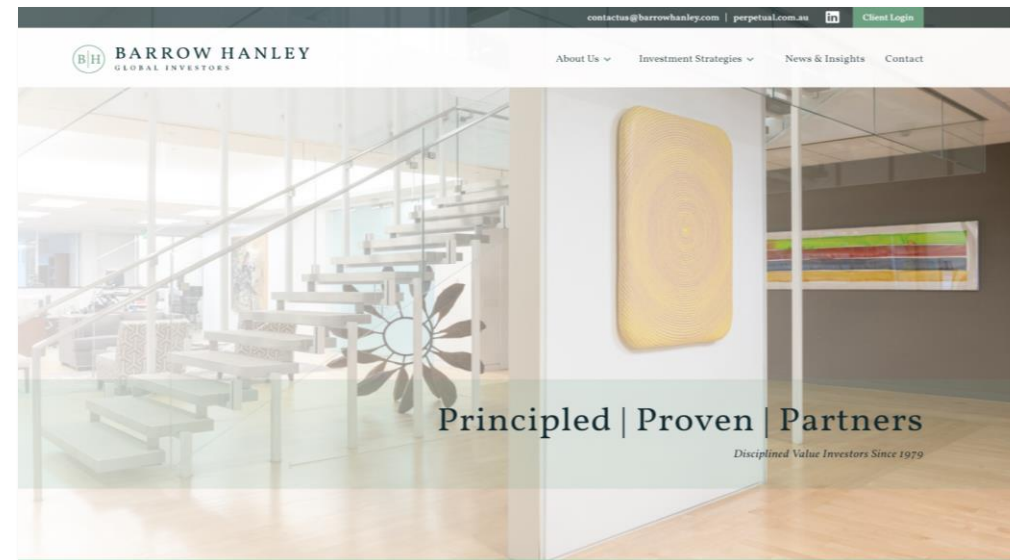 contactus@barrowhanley.com | perpetual.com.au in Client Login
B|H BARROW HANLEY
GLOBAL INVESTORS
About Us Investment Strategies News & Insights Contact
Principled | Proven | Partners
Disciplined Value Investors Since 1979